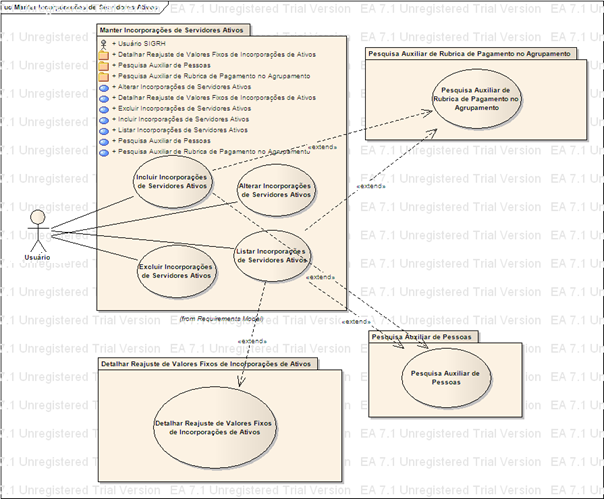 uc Manter Incorporações de Servidores Ativos
EA 7.1 Unregistered Trial Version
Manter Incorporações de Servidores Ativos
+ Usuário SIGRH
+ Detalhar Reajuste de Valores Fixos de Incorporações de Ativos
+ Pesquisa Auxiliar de Pessoas
+ Pesquisa Auxiliar de Rubrica de Pagamento no Agrupamento
+ Alterar Incorporações de Servidores Ativos
+ Detalhar Reajuste de Valores Fixos de Incorporações de Ativos
+ Excluir Incorporações de Servidores Ativos
+ Incluir Incorporações de Servidores Ativos
+ Listar Incorporações de Servidores Ativos
+ Pesquisa Auxiliar de Pessoas
+ Pesquisa Auxiliar de Rubrica de Pagamento no Agrupamento
Pesquisa Auxiliar de Rubrica de Pagamento no Agrupamento
Pesquisa Auxiliar de
Rubrica de Pagamento no
Agrupamento
«extend»
«extend»
Incluir Incorporações
de Servidores Ativos
Alterar Incorporações
de Servidores Ativos
Usuário
Listar Incorporações
de Servidores Ativos
Excluir Incorporações
de Servidores Ativos
(from Requirements Model)
«extend»
«extend»
«extend»
Pesquisa Auxiliar de Pessoas
Pesquisa Auxiliar de
Pessoas
Detalhar Reajuste de Valores Fixos de Incorporações de Ativos
Detalhar Reajuste de Valores Fixos
de Incorporações de Ativos